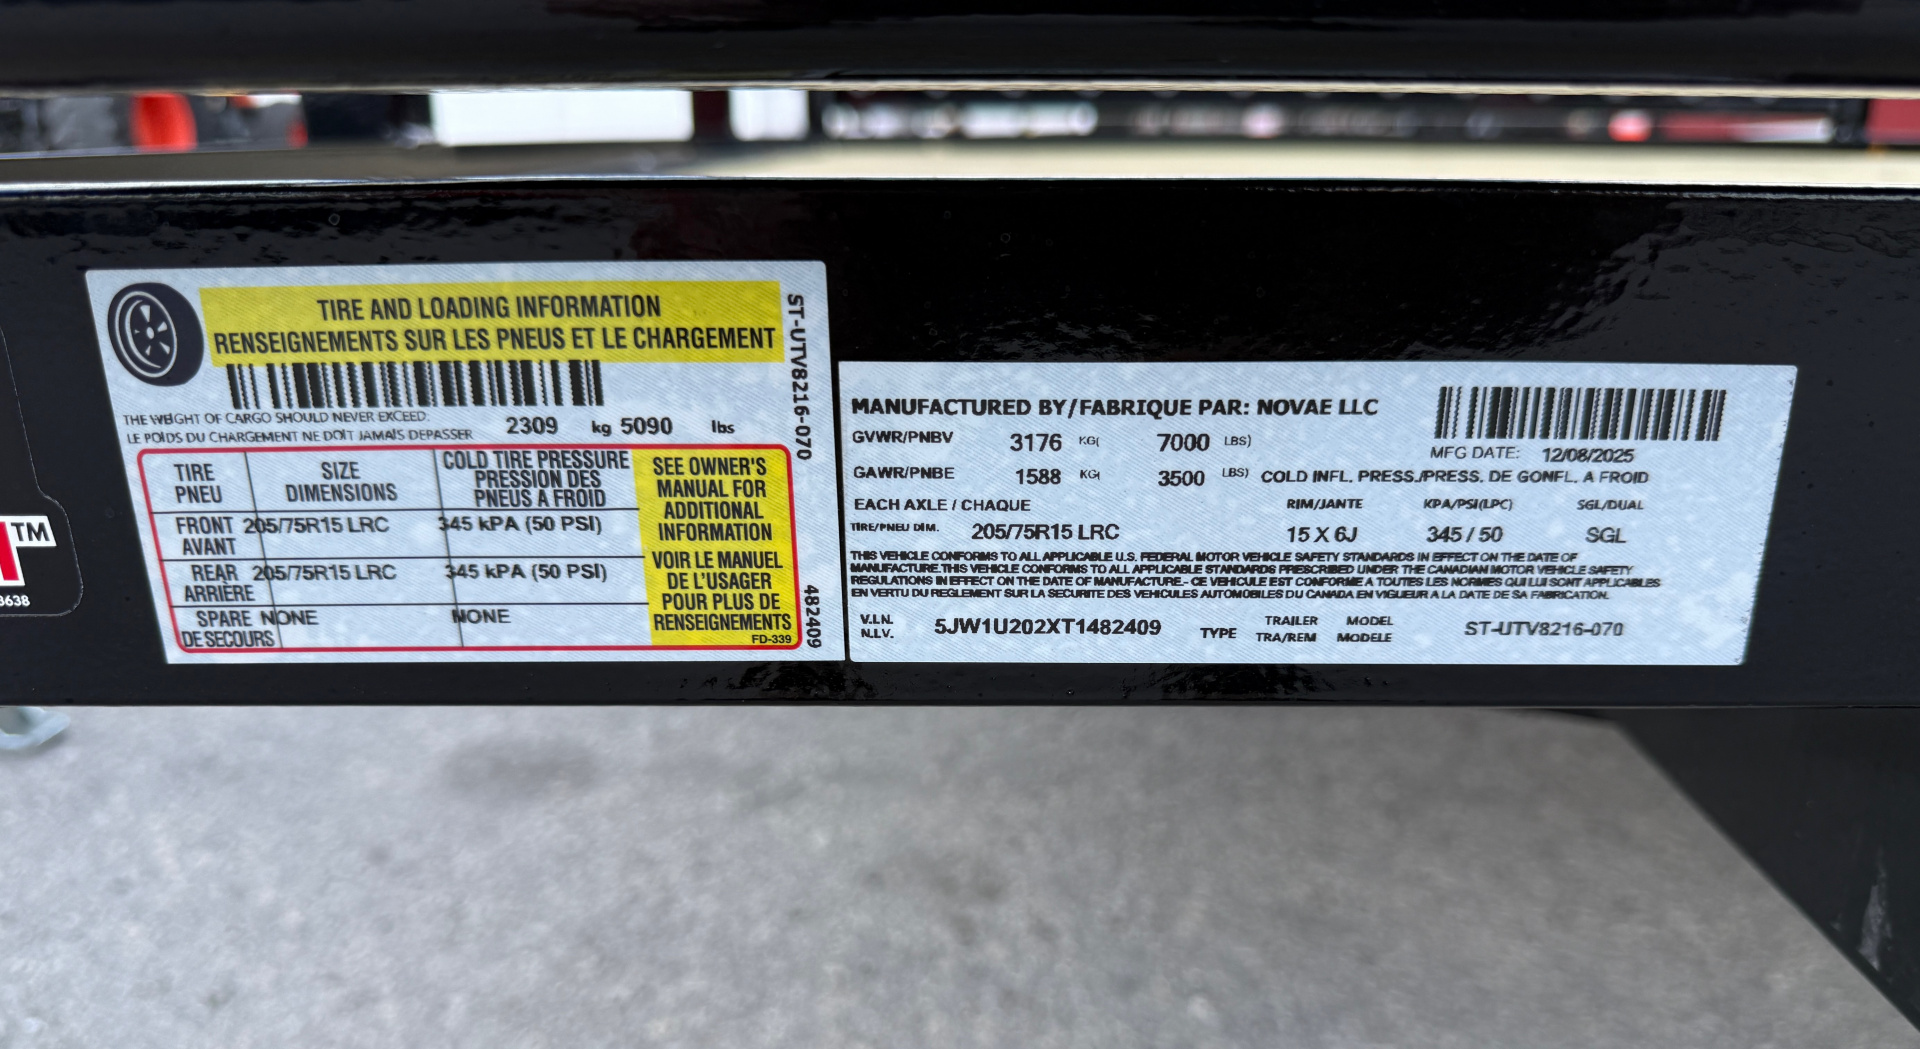 TM
3638
TIRE AND LOADING INFORMATION
RENSEIGNEMENTS SUR LES PNEUS ET LE CHARGEMENT
THE WEIGHT OF CARGO SHOULD NEVER EXCEED:
LE POIDS DU CHARGEMENT NE DOIT JAMAIS DEPASSER
2309 kg 5090 lbs
TIRE
PNEU
SIZE
DIMENSIONS
COLD TIRE PRESSURE
PRESSION DES
PNEUS A FROID
FRONT
AVANT
205/75R15 LRC
345 kPA (50 PSI)
REAR
ARRIÈRE
205/75R15 LRC
345 kPA (50 PSI)
SPARE
DE SECOURS
NONE
NONE
SEE OWNER'S
MANUAL FOR
ADDITIONAL
INFORMATION
VOIR LE MANUEL
DE L'USAGER
POUR PLUS DE
RENSEIGNEMENTS
FD-339
ST-UTV8216-070
482409
MANUFACTURED BY/FABRIQUE PAR: NOVAE LLC
GVWR/PNBV 3176 KG( 7000 LBS)
MFG DATE: 12/08/2025
GAWR/PNBE 1588 KG( 3500 LBS) COLD INFL. PRESS./PRESS. DE GONFL. A FROID
EACH AXLE / CHAQUE RIM/JANTE KPA/PSI(LPC) SGL/DUAL
TIRE/PNEU DIM. 205/75R15 LRC 15 X 6J 345 / 50 SGL
THIS VEHICLE CONFORMS TO ALL APPLICABLE U.S. FEDERAL MOTOR VEHICLE SAFETY STANDARDS IN EFFECT ON THE DATE OF
MANUFACTURE.THIS VEHICLE CONFORMS TO ALL APPLICABLE STANDARDS PRESCRIBED UNDER THE CANADIAN MOTOR VEHICLE SAFETY
REGULATIONS IN EFFECT ON THE DATE OF MANUFACTURE.- CE VEHICULE EST CONFORME A TOUTES LES NORMES QUI LUI SONT APPLICABLES
EN VERTU DU REGLEMENT SUR LA SECURITE DES VEHICULES AUTOMOBILES DU CANADA EN VIGUEUR A LA DATE DE SA FABRICATION.
V.I.N.
N.I.V.
5JW1U202XT1482409
TYPE
TRAILER
TRA/REM
MODEL
MODELE
ST-UTV8216-070